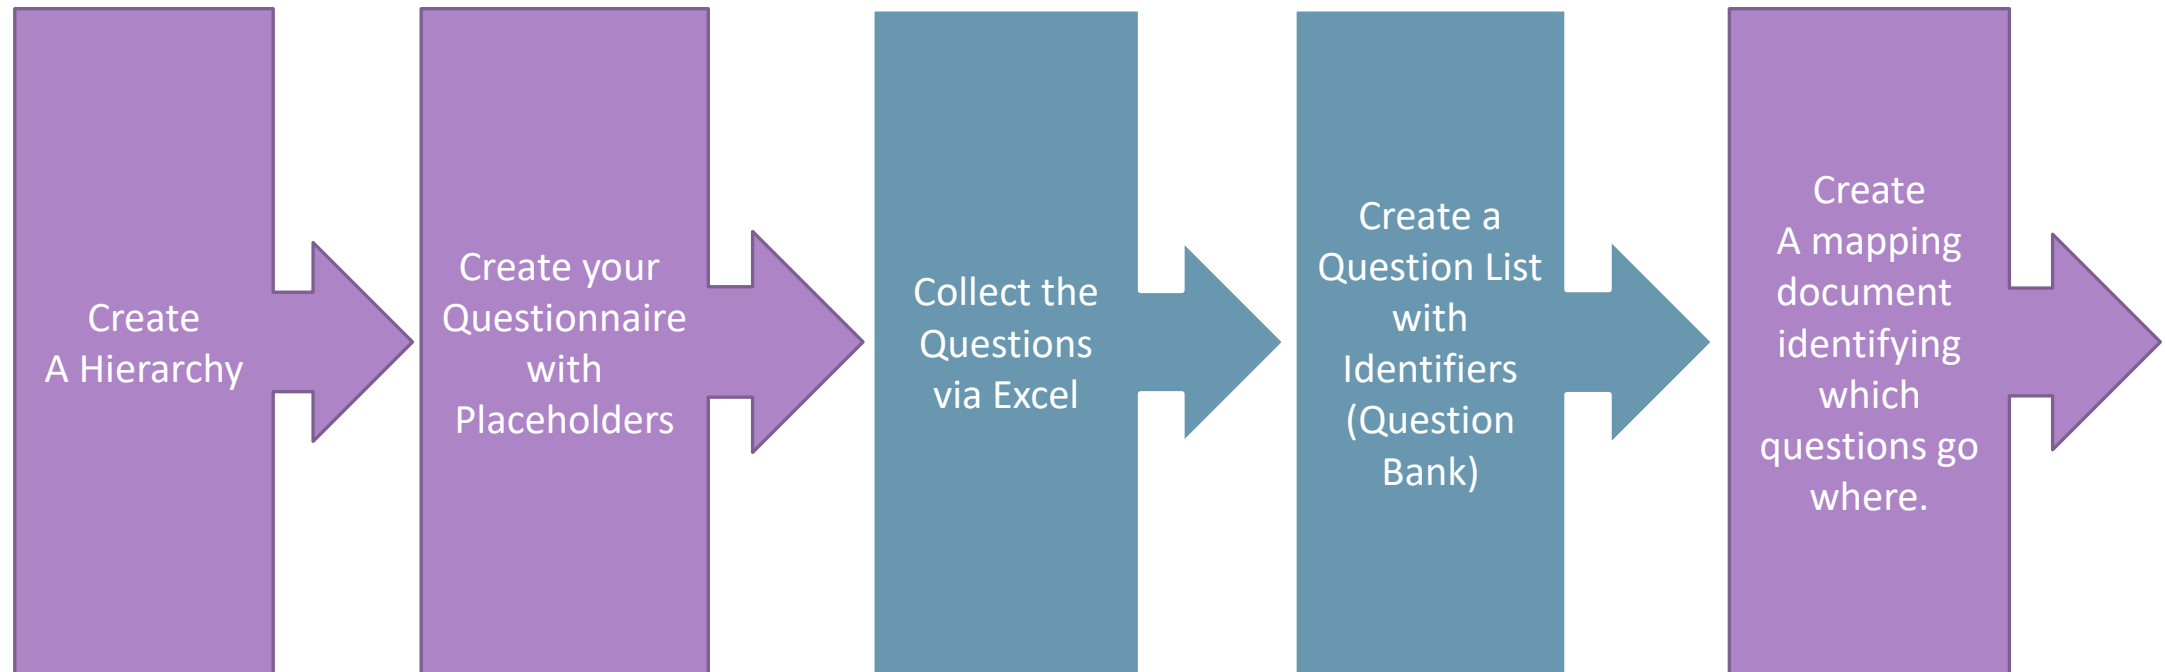 Create
A Hierarchy
Create your
Questionnaire
with
Placeholders
Collect the
Questions
via Excel
Create a
Question List
with
Identifiers
(Question
Bank)
Create
A mapping
document
identifying
which
questions go
where.